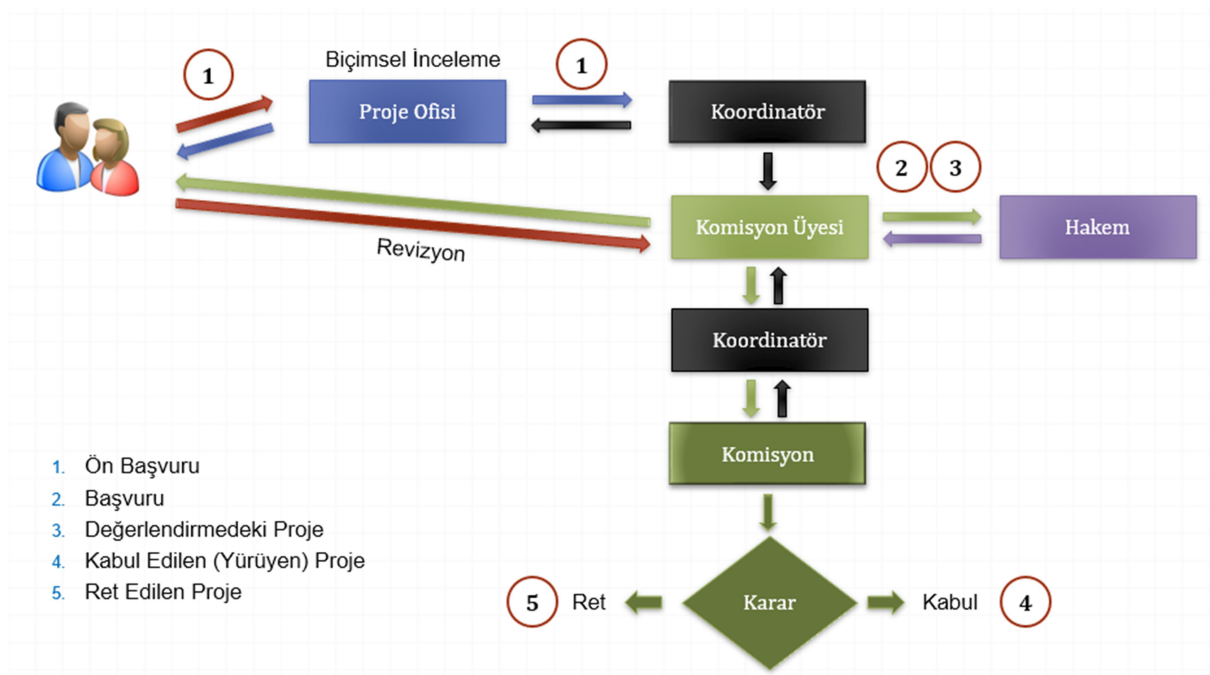 Biçimsel İnceleme
1
1
Proje Ofisi
Koordinatör
2
3
Komisyon Üyesi
Hakem
Revizyon
Koordinatör
Komisyon
1. Ön Başvuru
2. Başvuru
3. Değerlendirmedeki Proje
4. Kabul Edilen (Yürüyen) Proje
5. Ret Edilen Proje
5
Ret
Karar
Kabul
4